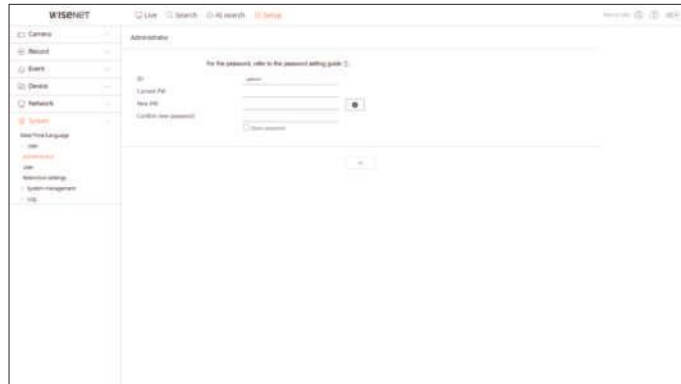 WISENET
Live Search AI search Setup
Camera
Record
Event
Device
Network
System
Date/Time/Language
User
Administrator
User
Restriction settings
System management
Log
Administrator
For the password, refer to the password setting guide
ID
admin
Current PW
New PW
Confirm new password
Show password